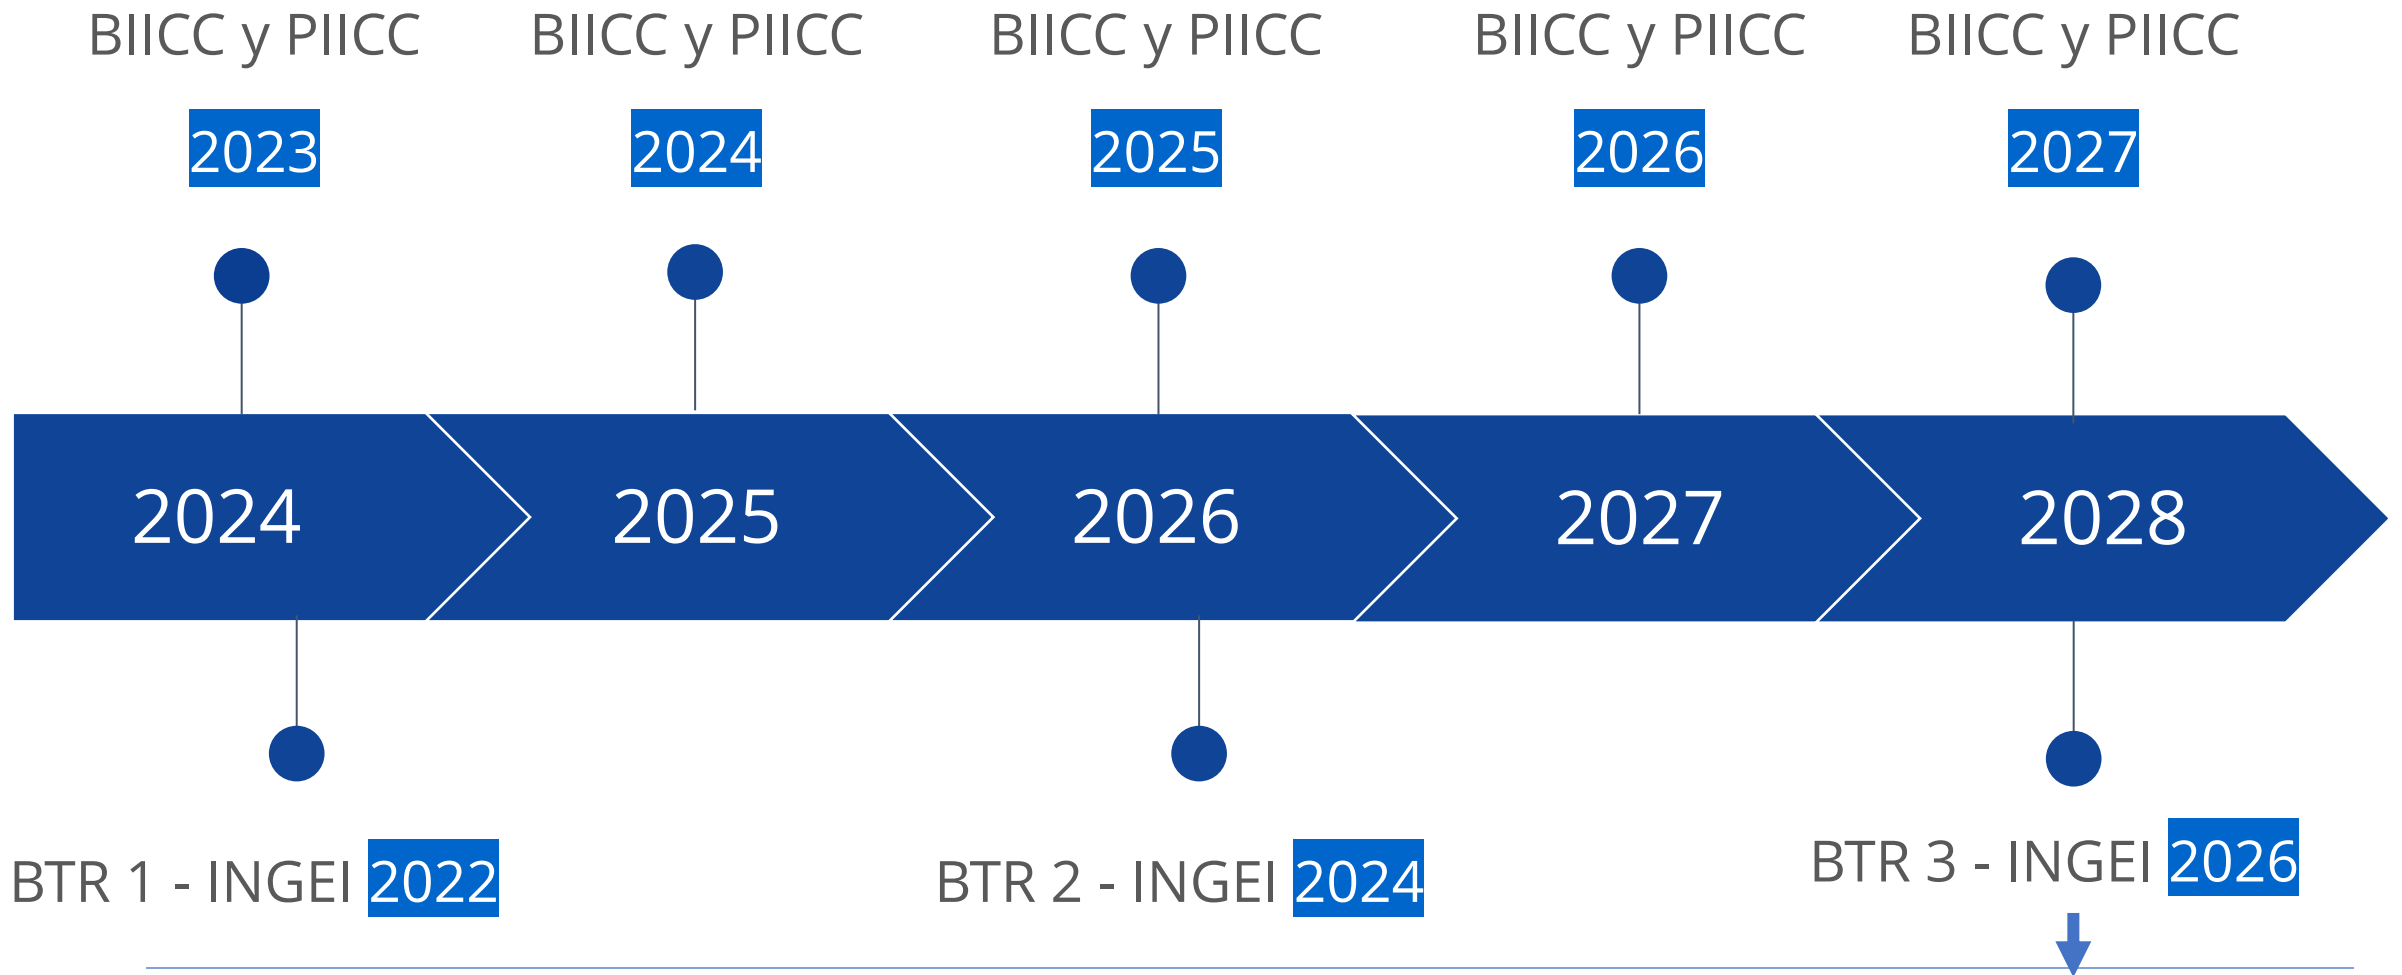 BIICC y PIICC BIICC y PIICC BIICC y PIICC BIICC y PIICC BIICC y PIICC
2023 2024 2025 2026 2027
2024 2025 2026 2027 2028
BTR 1 - INGEI 2022 BTR 2 - INGEI 2024 BTR 3 - INGEI 2026